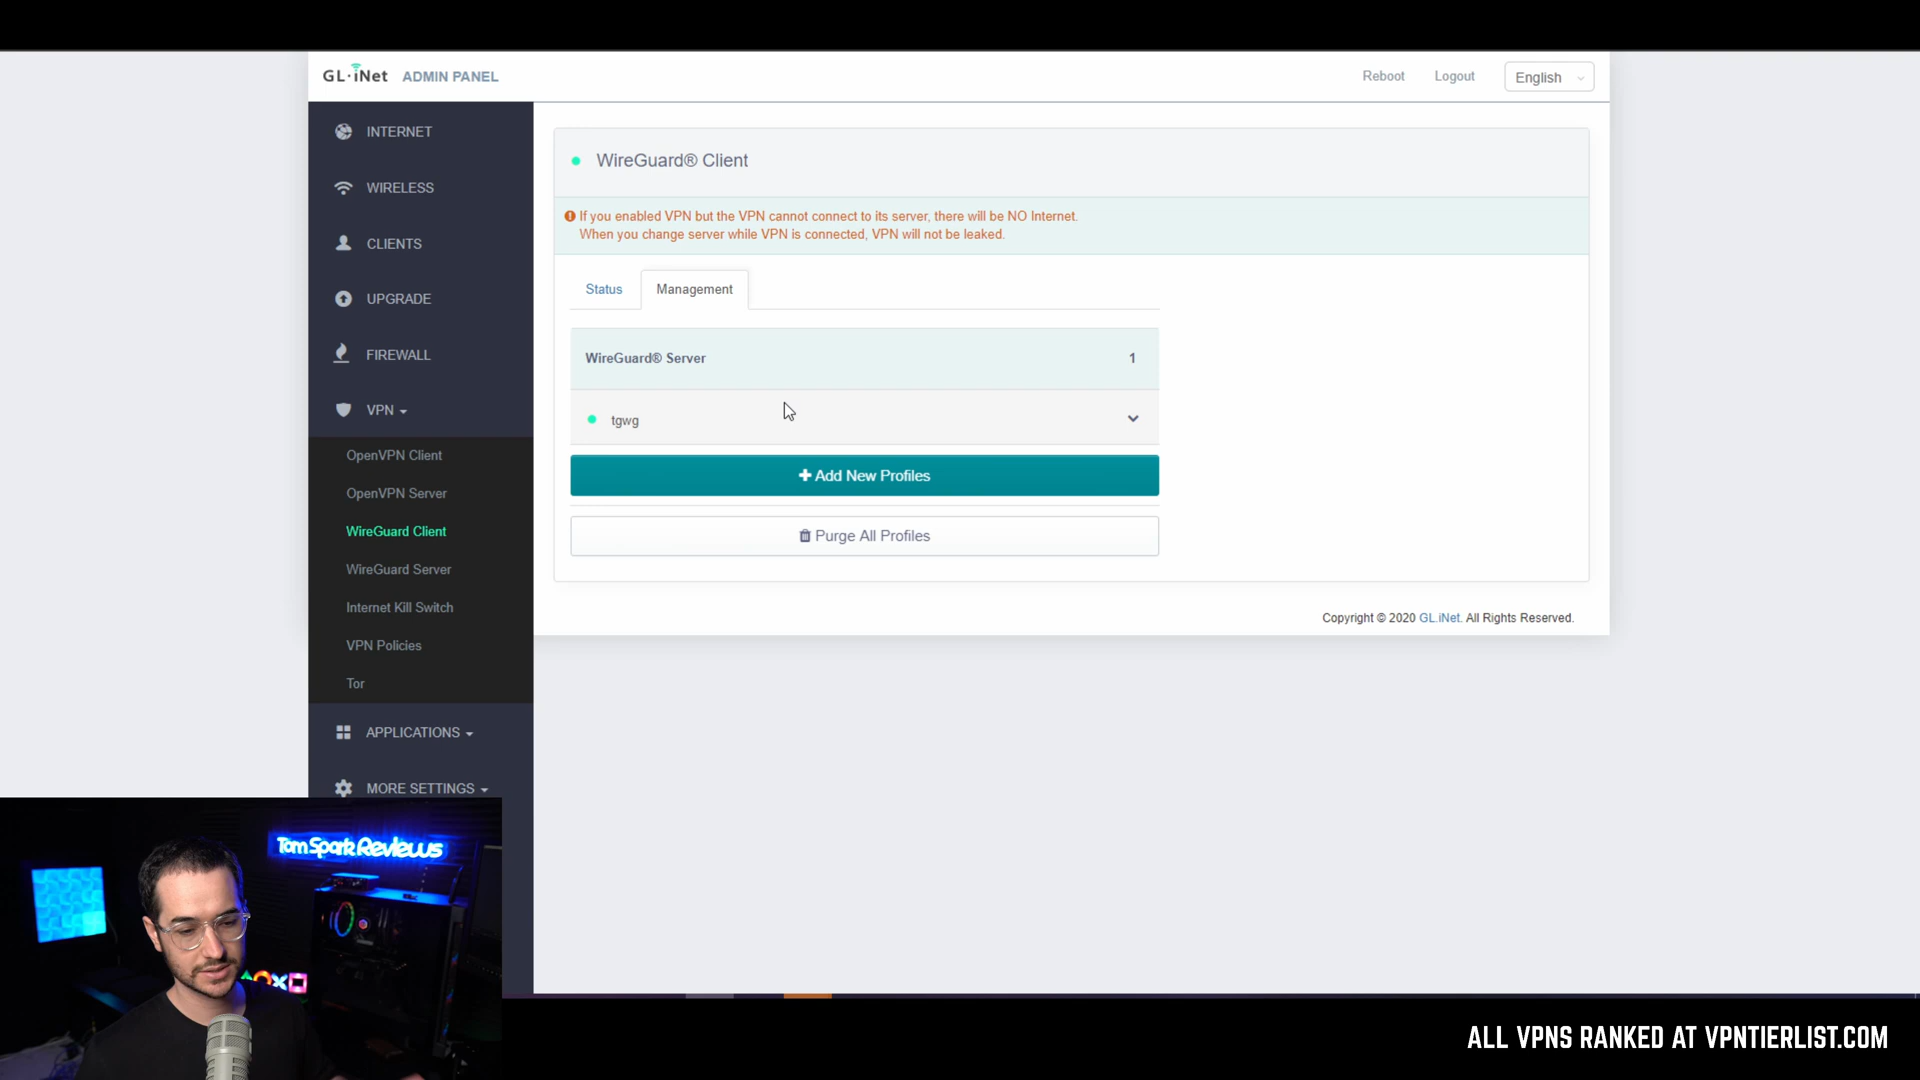 GL·iNet ADMIN PANEL
Reboot
Logout
English
INTERNET
WIRELESS
CLIENTS
UPGRADE
FIREWALL
VPN
OpenVPN Client
OpenVPN Server
WireGuard Client
WireGuard Server
Internet Kill Switch
VPN Policies
Tor
APPLICATIONS
MORE SETTINGS
WireGuard® Client
If you enabled VPN but the VPN cannot connect to its server, there will be NO Internet.
When you change server while VPN is connected, VPN will not be leaked.
Status
Management
WireGuard® Server 1
tgwg
Add New Profiles
Purge All Profiles
Copyright © 2020 GL.iNet. All Rights Reserved.
Tom Spark Reviews
ALL VPNS RANKED AT VPNTIERLIST.COM